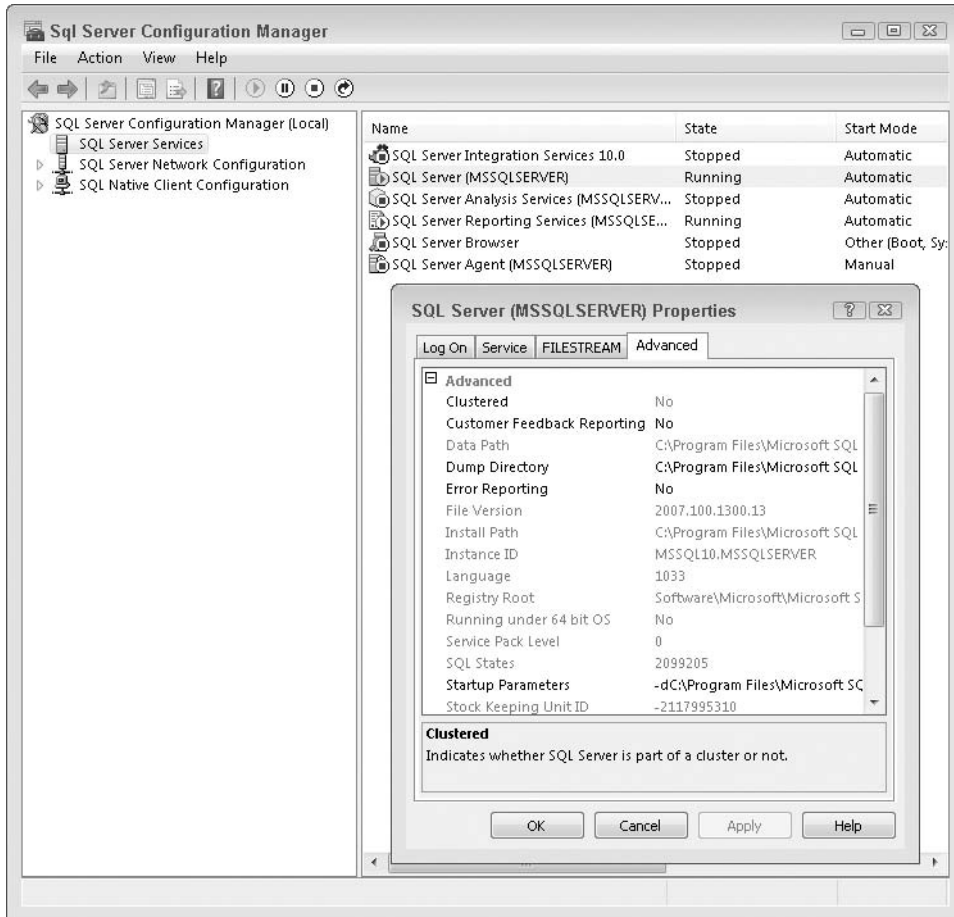 Sql Server Configuration Manager
File Action View Help
SQL Server Configuration Manager (Local)
SQL Server Services
SQL Server Network Configuration
SQL Native Client Configuration
Name State Start Mode
SQL Server Integration Services 10.0 Stopped Automatic
SQL Server (MSSQLSERVER) Running Automatic
SQL Server Analysis Services (MSSQLSERV... Stopped Automatic
SQL Server Reporting Services (MSSQLSE... Running Automatic
SQL Server Browser Stopped Other (Boot, Sy:
SQL Server Agent (MSSQLSERVER) Stopped Manual
SQL Server (MSSQLSERVER) Properties
Log On Service FILESTREAM Advanced
Advanced
Clustered No
Customer Feedback Reporting No
Data Path C:\Program Files\Microsoft SQL
Dump Directory C:\Program Files\Microsoft SQL
Error Reporting No
File Version 2007.100.1300.13
Install Path C:\Program Files\Microsoft SQL
Instance ID MSSQL10.MSSQLSERVER
Language 1033
Registry Root Software\Microsoft\Microsoft S
Running under 64 bit OS No
Service Pack Level 0
SQL States 2099205
Startup Parameters -dC:\Program Files\Microsoft SQ
Stock Keeping Unit ID -2117995310
Clustered
Indicates whether SQL Server is part of a cluster or not.
OK Cancel Apply Help